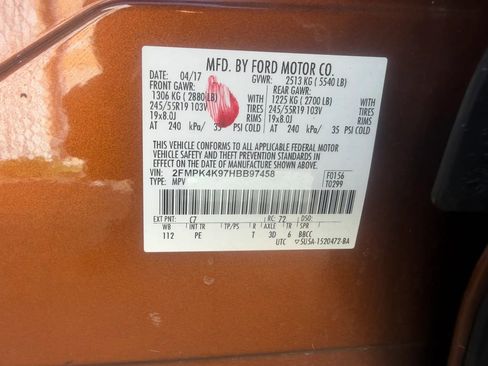 MFD. BY FORD MOTOR CO.
DATE: 04/17 GVWR: 2513 KG ( 5540 LB)
FRONT GAWR: REAR GAWR:
1306 KG ( 2880 LB) 1225 KG ( 2700 LB)
245/55R19 103V TIRES 245/55R19 103V TIRES
19x8.0J RIMS 19x8.0J RIMS
AT 240 kPa/ 35 PSI COLD AT 240 kPa/ 35 PSI COLD
THIS VEHICLE CONFORMS TO ALL APPLICABLE FEDERAL MOTOR
VEHICLE SAFETY AND THEFT PREVENTION STANDARDS IN
EFFECT ON THE DATE OF MANUFACTURE SHOWN ABOVE.
VIN: 2FMPK4K97HBB97458 F0156
TYPE: MPV T0299
EXT PNT: C7 RC: 72 DSO:
WB INT TR TP/PS R AXLE TR SPR
112 PE T 3D 6 BBCC
UTC 5U5A-1520472-BA